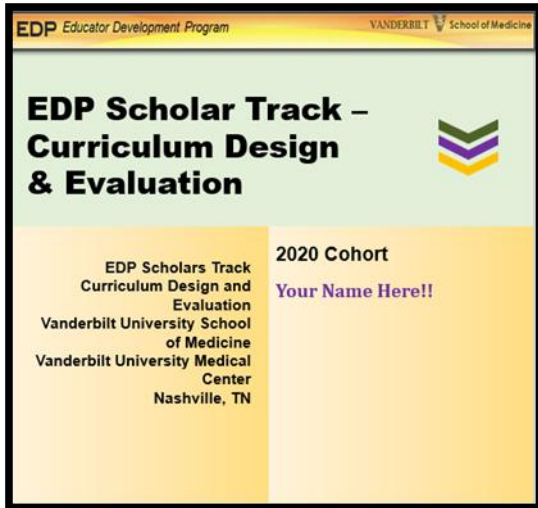 EDP Educator Development Program
VANDERBILT School of Medicine
EDP Scholar Track –
Curriculum Design
& Evaluation
EDP Scholars Track
Curriculum Design and
Evaluation
Vanderbilt University School
of Medicine
Vanderbilt University Medical
Center
Nashville, TN
2020 Cohort
Your Name Here!!